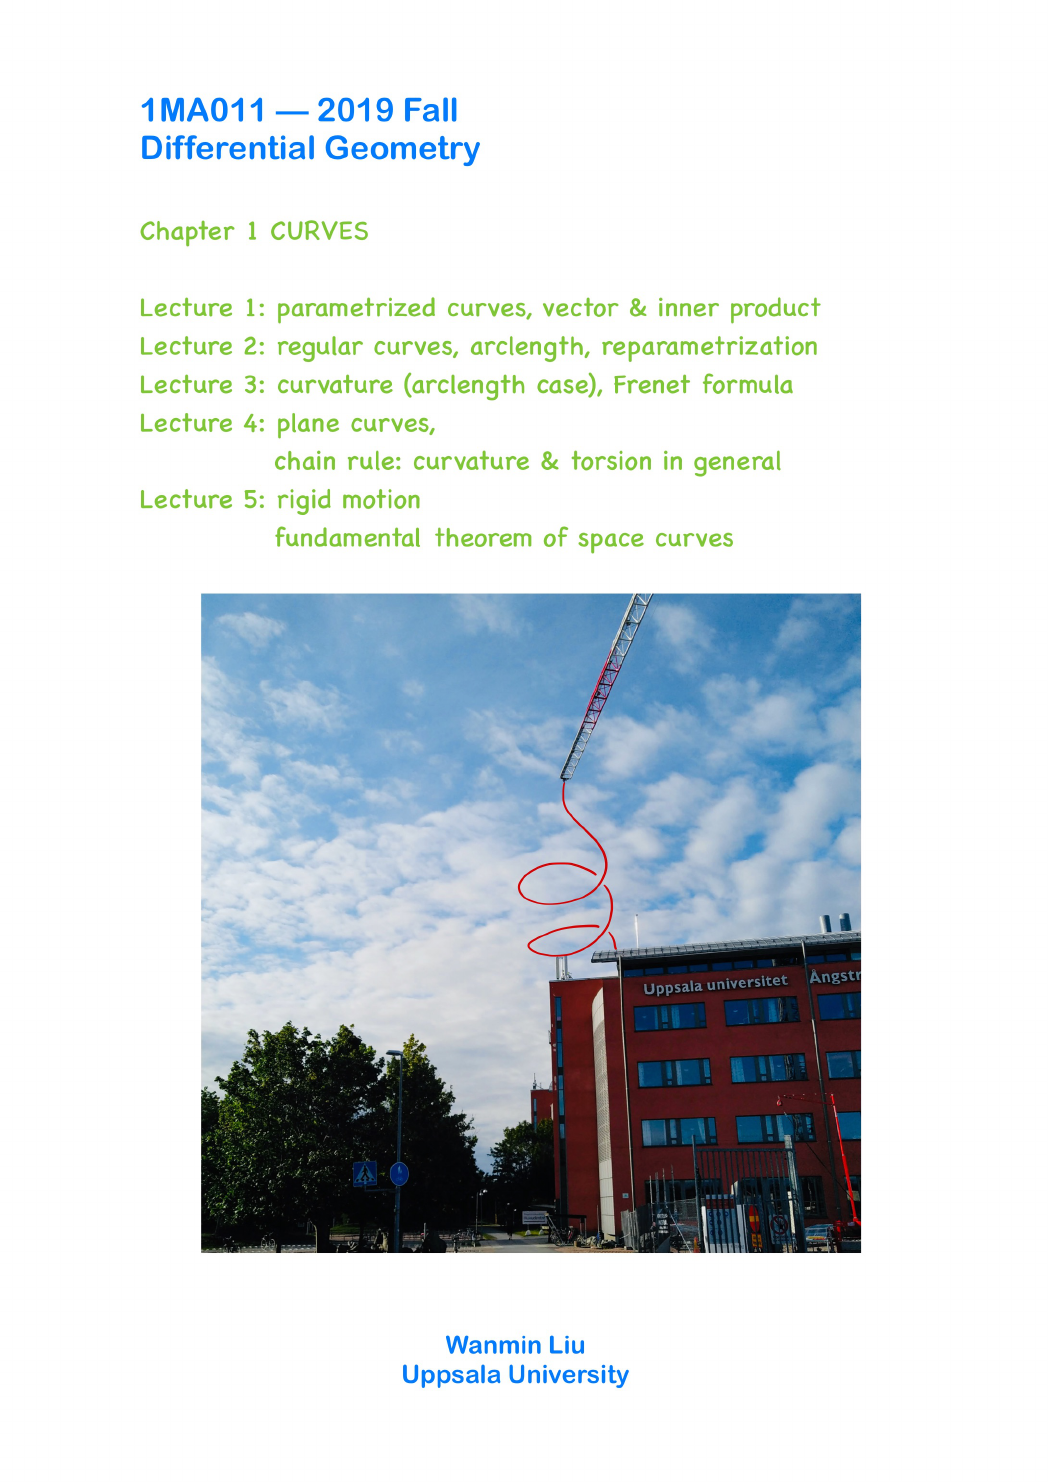 1MA011 — 2019 Fall
Differential Geometry
Chapter 1 CURVES
Lecture 1: parametrized curves, vector & inner product
Lecture 2: regular curves, arclength, reparametrization
Lecture 3: curvature (arclength case), Frenet formula
Lecture 4: plane curves,
chain rule: curvature & torsion in general
Lecture 5: rigid motion
fundamental theorem of space curves
Uppsala universitet Ångstr
Wanmin Liu
Uppsala University